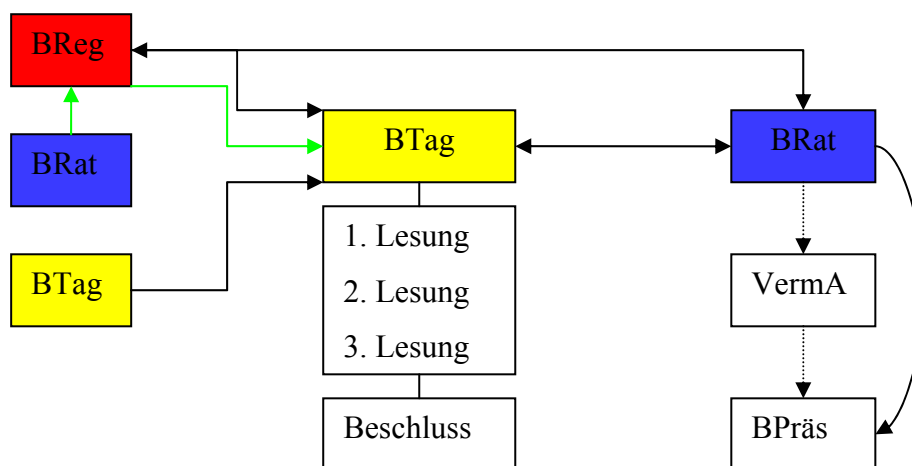 BReg
BRat
BTag
BTag
1. Lesung
2. Lesung
3. Lesung
Beschluss
BRat
VermA
BPräs